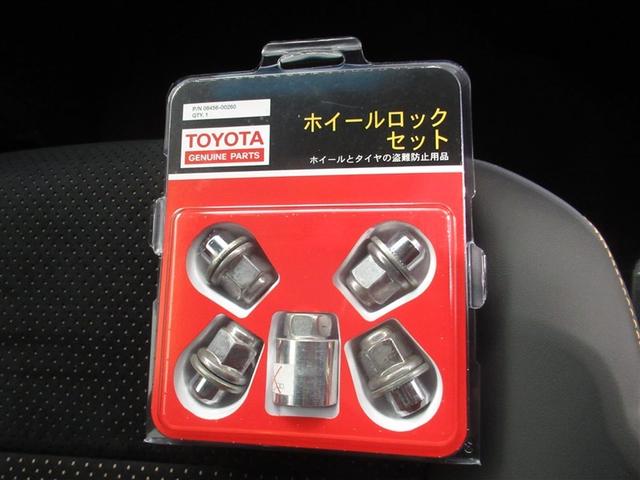 P/N 08456-00260
QTY. 1
TOYOTA
GENUINE PARTS
ホイールロック
セット
ホイールとタイヤの盗難防止用品